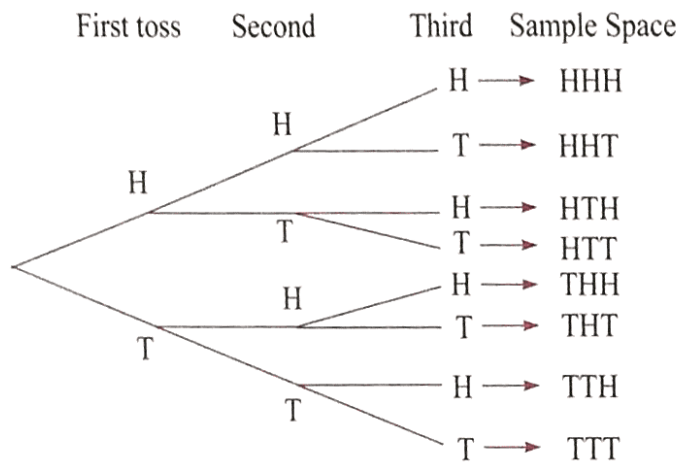 First toss Second Third Sample Space
H HHH
H
T HHT
H
H HTH
T
T HTT
H THH
H
T THT
T
H TTH
T
T TTT